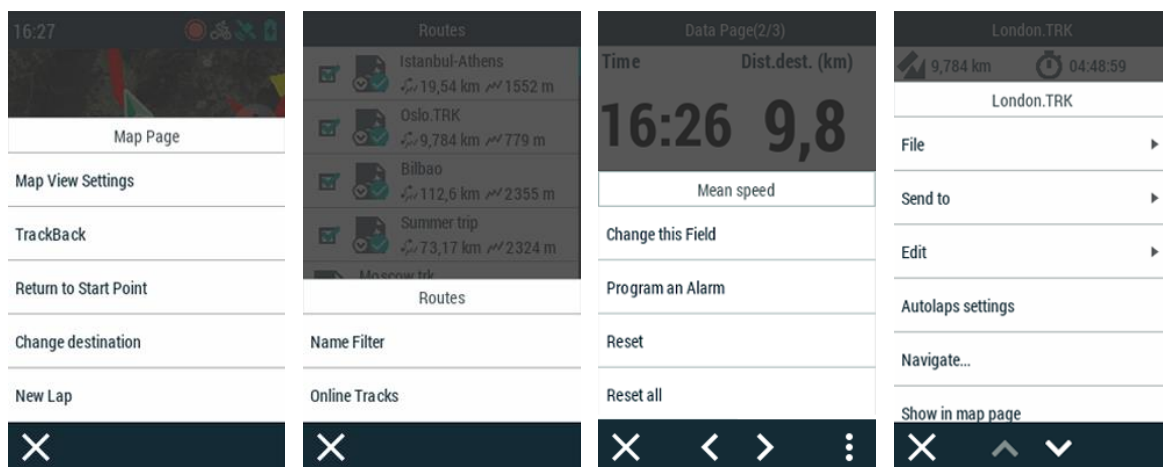 16:27
Map Page
Map View Settings
TrackBack
Return to Start Point
Change destination
New Lap
Routes
Istanbul-Athens
19,54 km 1552 m
Oslo.TRK
9,784 km 779 m
Bilbao
112,6 km 2355 m
Summer trip
73,17 km 2324 m
Moscow.trk
Routes
Name Filter
Online Tracks
Data Page(2/3)
Time Dist.dest. (km)
16:26 9,8
Mean speed
Change this Field
Program an Alarm
Reset
Reset all
London.TRK
9,784 km 04:48:59
London.TRK
File
Send to
Edit
Autolaps settings
Navigate...
Show in map page